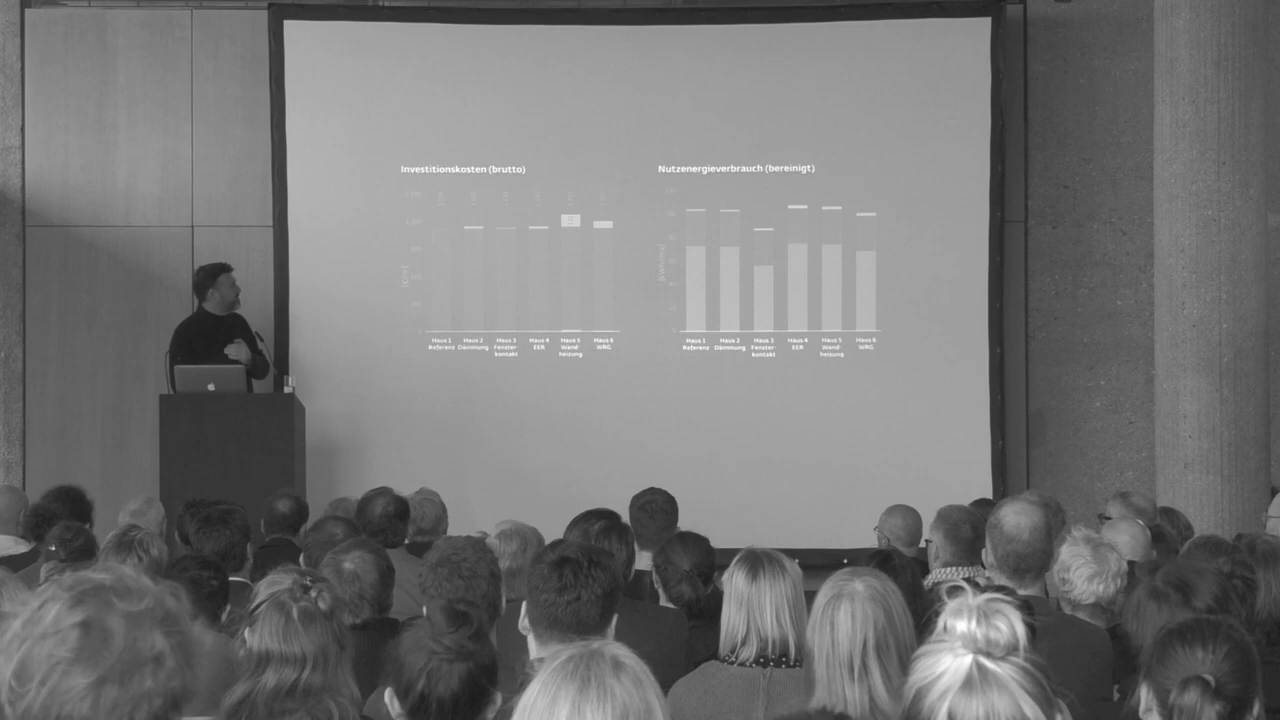 Investitionskosten (brutto)
Haus 1
Referenz
Haus 2
Dämmung
Haus 3
Fenster-
kontakt
Haus 4
EER
Haus 5
Wand-
heizung
Haus 6
WRG
Nutzenergieverbrauch (bereinigt)
Haus 1
Referenz
Haus 2
Dämmung
Haus 3
Fenster-
kontakt
Haus 4
EER
Haus 5
Wand-
heizung
Haus 6
WRG